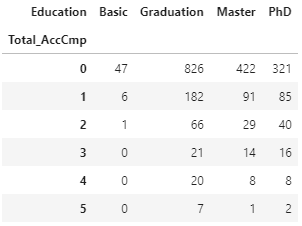 Education Basic Graduation Master PhD
Total_AccCmp
0 47 826 422 321
1 6 182 91 85
2 1 66 29 40
3 0 21 14 16
4 0 20 8 8
5 0 7 1 2